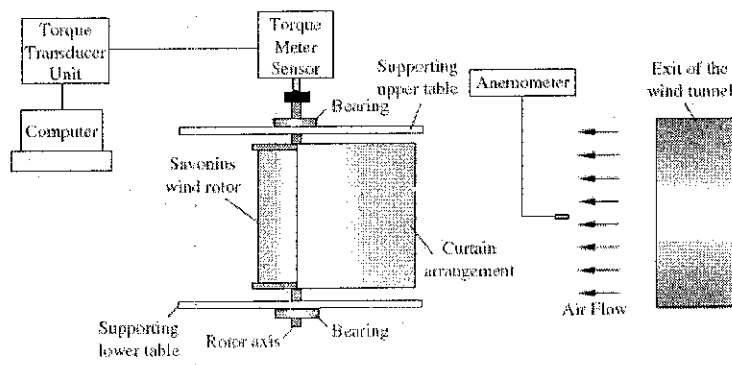 Torque
Transducer
Unit
Torque
Meter
Sensor
Supporting
upper table
Anemometer
Exit of the
wind tunnel
Bearing
Computer
Savonius
wind rotor
Curtain
arrangement
Air Flow
Supporting
lower table
Rotor axis
Bearing